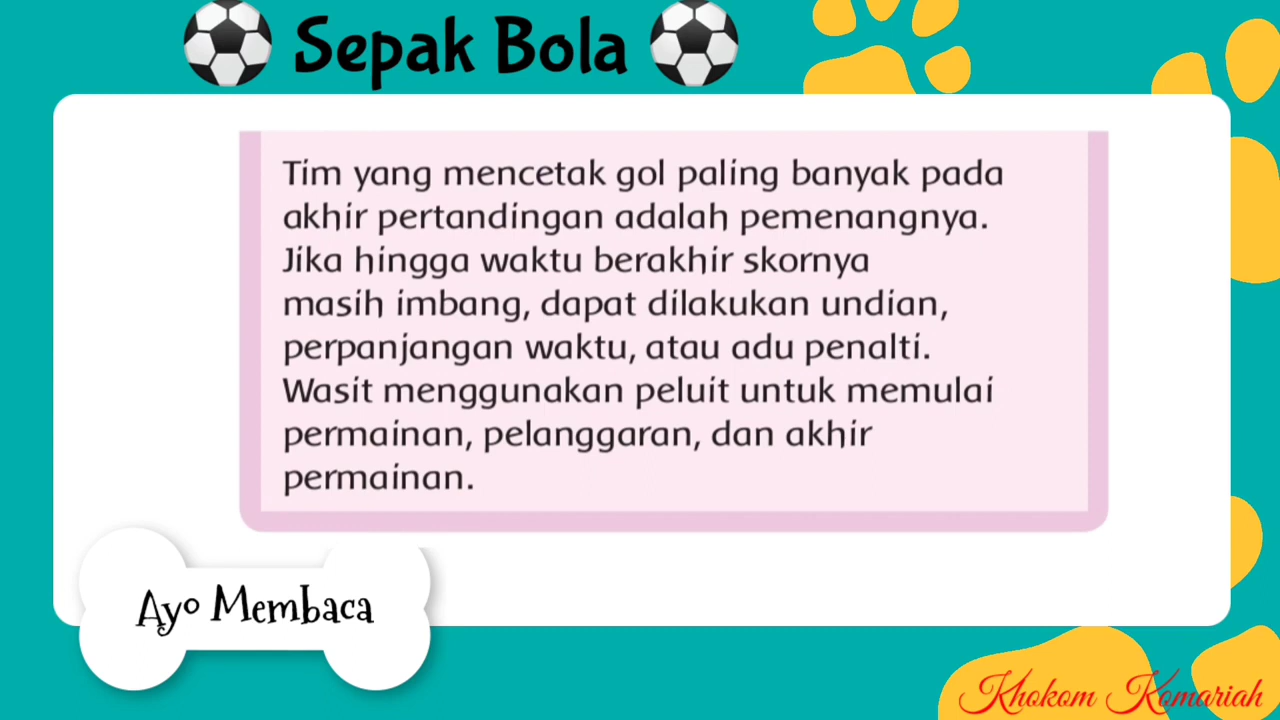 Sepak Bola
Tim yang mencetak gol paling banyak pada
akhir pertandingan adalah pemenangnya.
Jika hingga waktu berakhir skornya
masih imbang, dapat dilakukan undian,
perpanjangan waktu, atau adu penalti.
Wasit menggunakan peluit untuk memulai
permainan, pelanggaran, dan akhir
permainan.
Ayo Membaca
Khokom Komariah